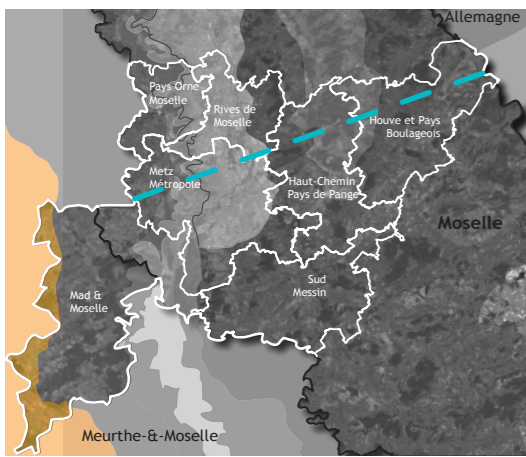 Allemagne
Pays Orne
Moselle
Rives de
Moselle
Houve et Pays
Boulageois
Metz
Métropole
Haut-Chemin
Pays de Pange
Moselle
Sud
Messin
Mad &
Moselle
Meurthe-&-Moselle